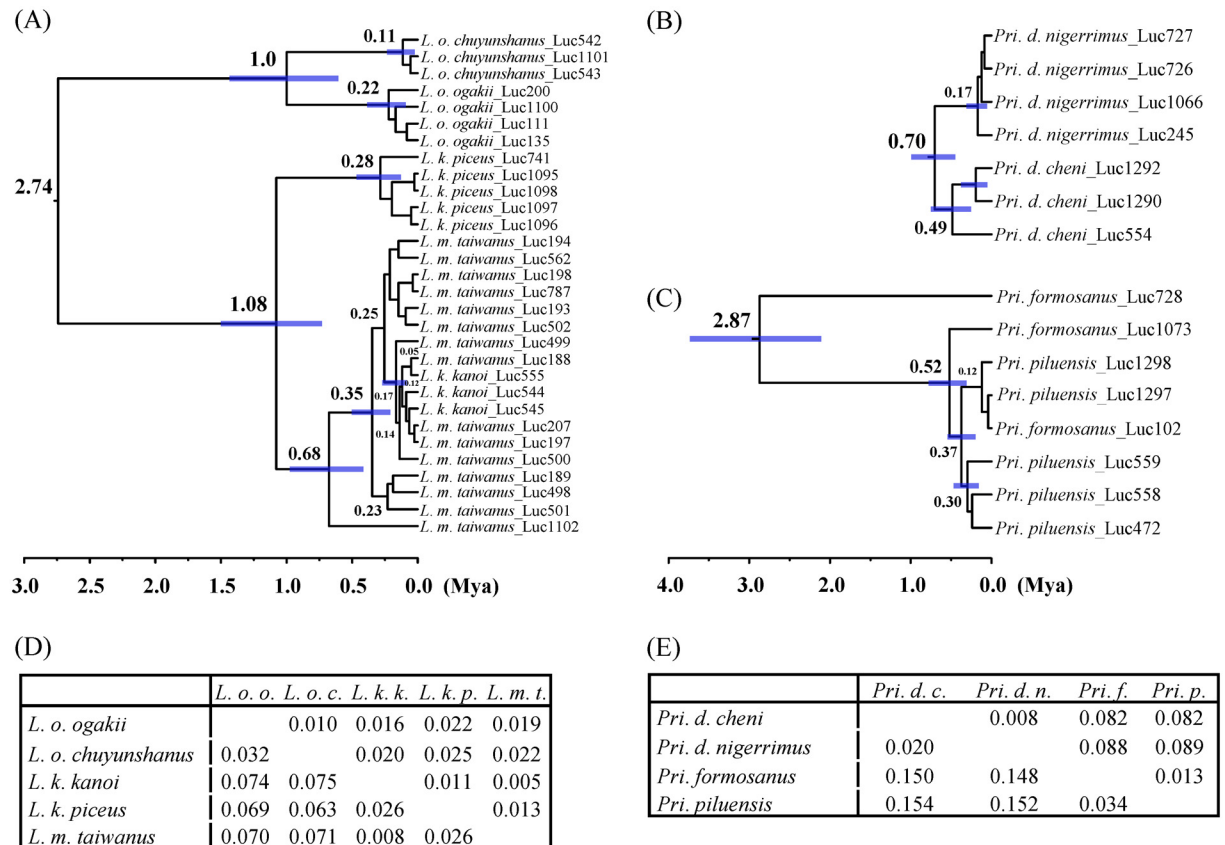 (A)
0.11
L. o. chuyunshanus_Luc542
L. o. chuyunshanus_Luc1101
1.0
L. o. chuyunshanus_Luc543
0.22
L. o. ogakii_Luc200
L. o. ogakii_Luc1100
L. o. ogakii_Luc111
L. o. ogakii_Luc135
0.28
L. k. piceus_Luc741
L. k. piceus_Luc1095
2.74
L. k. piceus_Luc1098
L. k. piceus_Luc1097
L. k. piceus_Luc1096
L. m. taiwanus_Luc194
L. m. taiwanus_Luc562
L. m. taiwanus_Luc198
L. m. taiwanus_Luc787
1.08
L. m. taiwanus_Luc193
0.25
L. m. taiwanus_Luc502
L. m. taiwanus_Luc499
0.05
L. m. taiwanus_Luc188
L. k. kanoi_Luc555
0.12
0.35
0.17
L. k. kanoi_Luc544
L. k. kanoi_Luc545
L. m. taiwanus_Luc207
0.14
L. m. taiwanus_Luc197
0.68
L. m. taiwanus_Luc500
L. m. taiwanus_Luc189
L. m. taiwanus_Luc498
0.23
L. m. taiwanus_Luc501
L. m. taiwanus_Luc1102
3.0 2.5 2.0 1.5 1.0 0.5 0.0 (Mya)
(B)
Pri. d. nigerrimus_Luc727
Pri. d. nigerrimus_Luc726
0.17
Pri. d. nigerrimus_Luc1066
Pri. d. nigerrimus_Luc245
0.70
Pri. d. cheni_Luc1292
Pri. d. cheni_Luc1290
0.49
Pri. d. cheni_Luc554
(C)
Pri. formosanus_Luc728
2.87
Pri. formosanus_Luc1073
0.52
0.12
Pri. piluensis_Luc1298
Pri. piluensis_Luc1297
Pri. formosanus_Luc102
0.37
Pri. piluensis_Luc559
0.30
Pri. piluensis_Luc558
Pri. piluensis_Luc472
4.0 3.0 2.0 1.0 0.0 (Mya)
(D)
L. o. o. L. o. c. L. k. k. L. k. p. L. m. t.
L. o. ogakii 0.010 0.016 0.022 0.019
L. o. chuyunshanus 0.032 0.020 0.025 0.022
L. k. kanoi 0.074 0.075 0.011 0.005
L. k. piceus 0.069 0.063 0.026 0.013
L. m. taiwanus 0.070 0.071 0.008 0.026
(E)
Pri. d. c. Pri. d. n. Pri. f. Pri. p.
Pri. d. cheni 0.008 0.082 0.082
Pri. d. nigerrimus 0.020 0.088 0.089
Pri. formosanus 0.150 0.148 0.013
Pri. piluensis 0.154 0.152 0.034